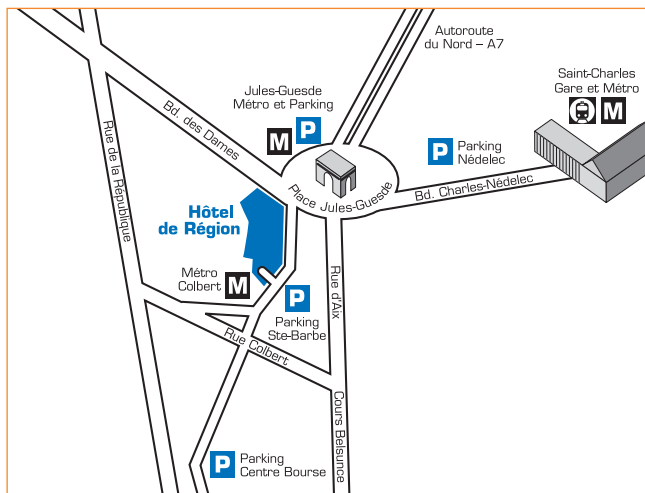 Autoroute
du Nord – A7
Saint-Charles
Gare et Métro
M
Jules-Guesde
Métro et Parking
M
P
P
Parking
Nédelec
Bd. des Dames
Rue de la République
Place Jules-Guesde
Bd. Charles-Nédelec
Hôtel
de Région
Métro
Colbert
M
P
Parking
Ste-Barbe
Rue d'Aix
Rue Colbert
Cours Belsunce
P
Parking
Centre Bourse